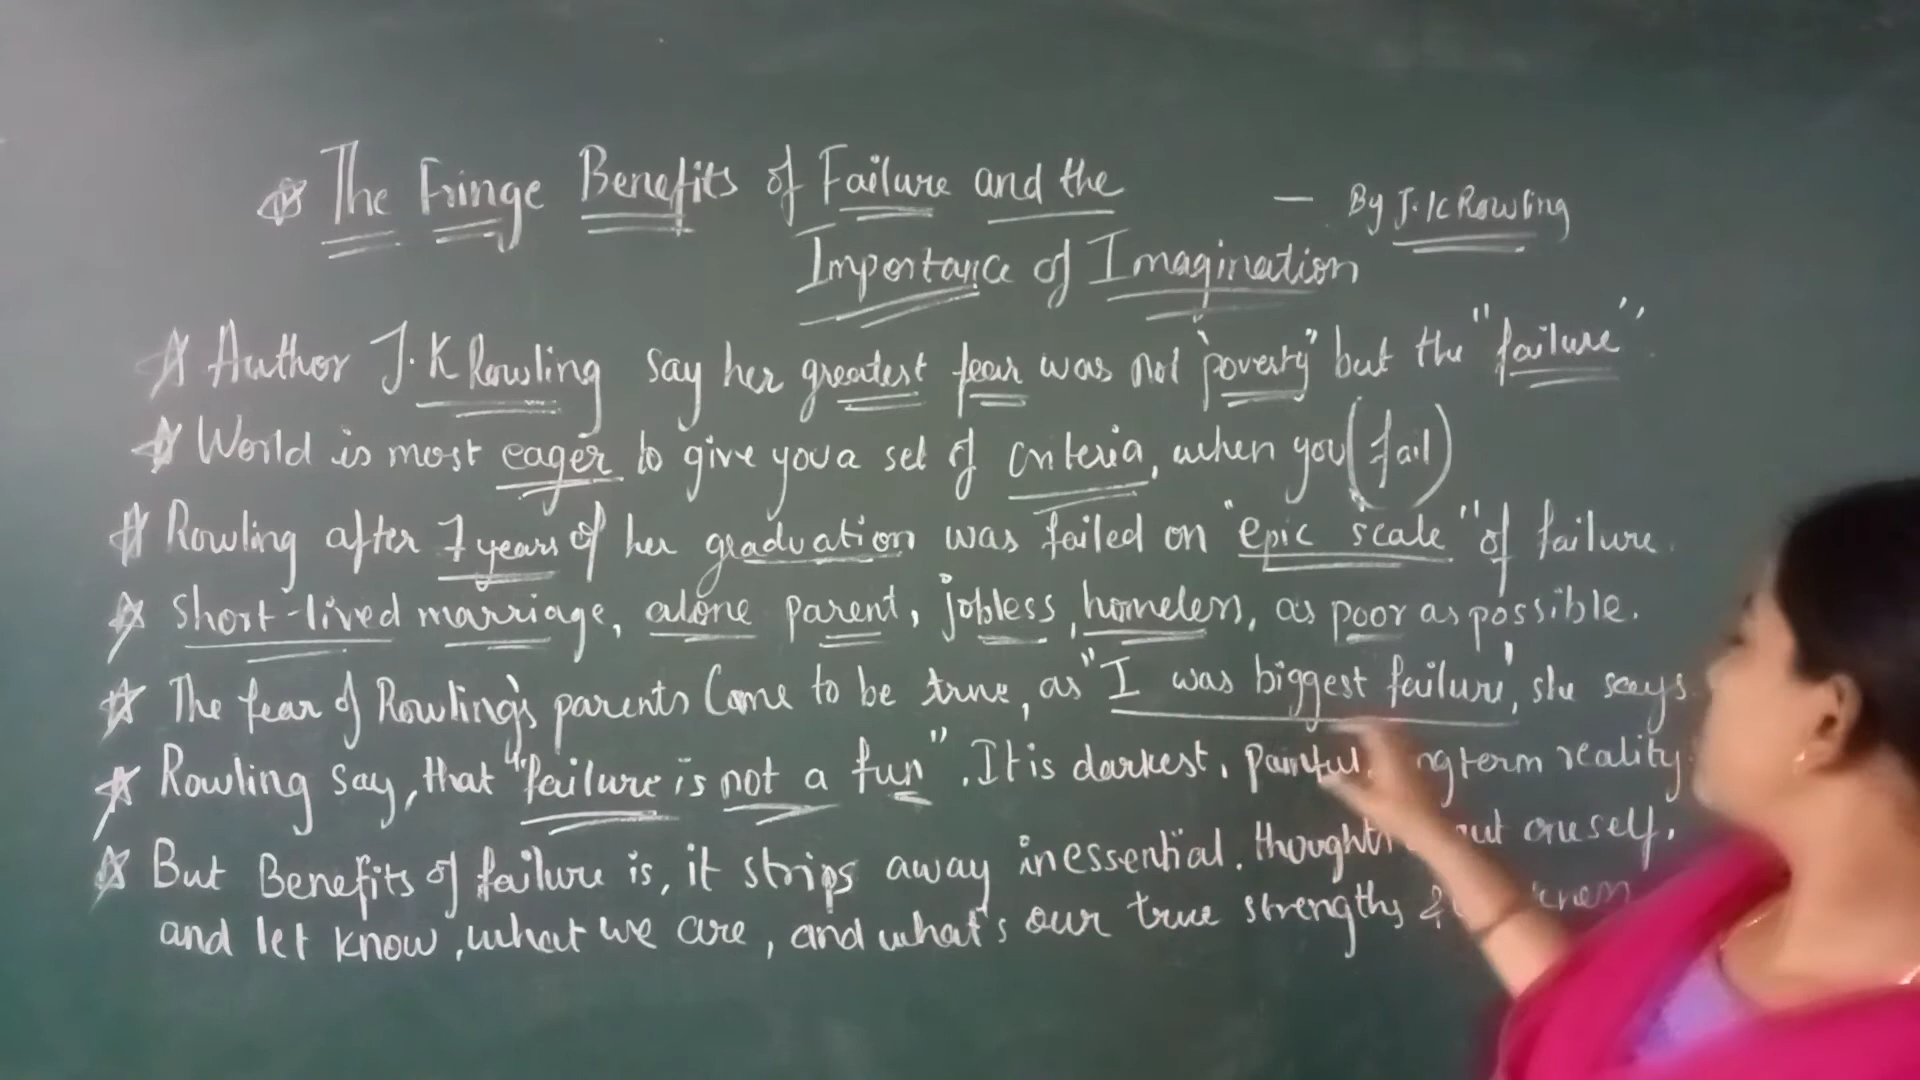 The Fringe Benefits of Failure and the
Importance of Imagination
— By J.K Rowling
Author J.K Rowling say her greatest fear was not "poverty" but the "failure".
World is most eager to give you a set of criteria, when you (fail)
Rowling after 7 years of her graduation was failed on "epic scale" of failure.
Short-lived marriage, alone parent, jobless, homeless, as poor as possible.
The fear of Rowling's parents Come to be true, as "I was biggest failure", she says
Rowling say, that "failure is not a fun". It is darkest, painful, term reality.
But Benefits of failure is, it strips away inessential. oneself.
and let know, what we are, and what's our true strengths &